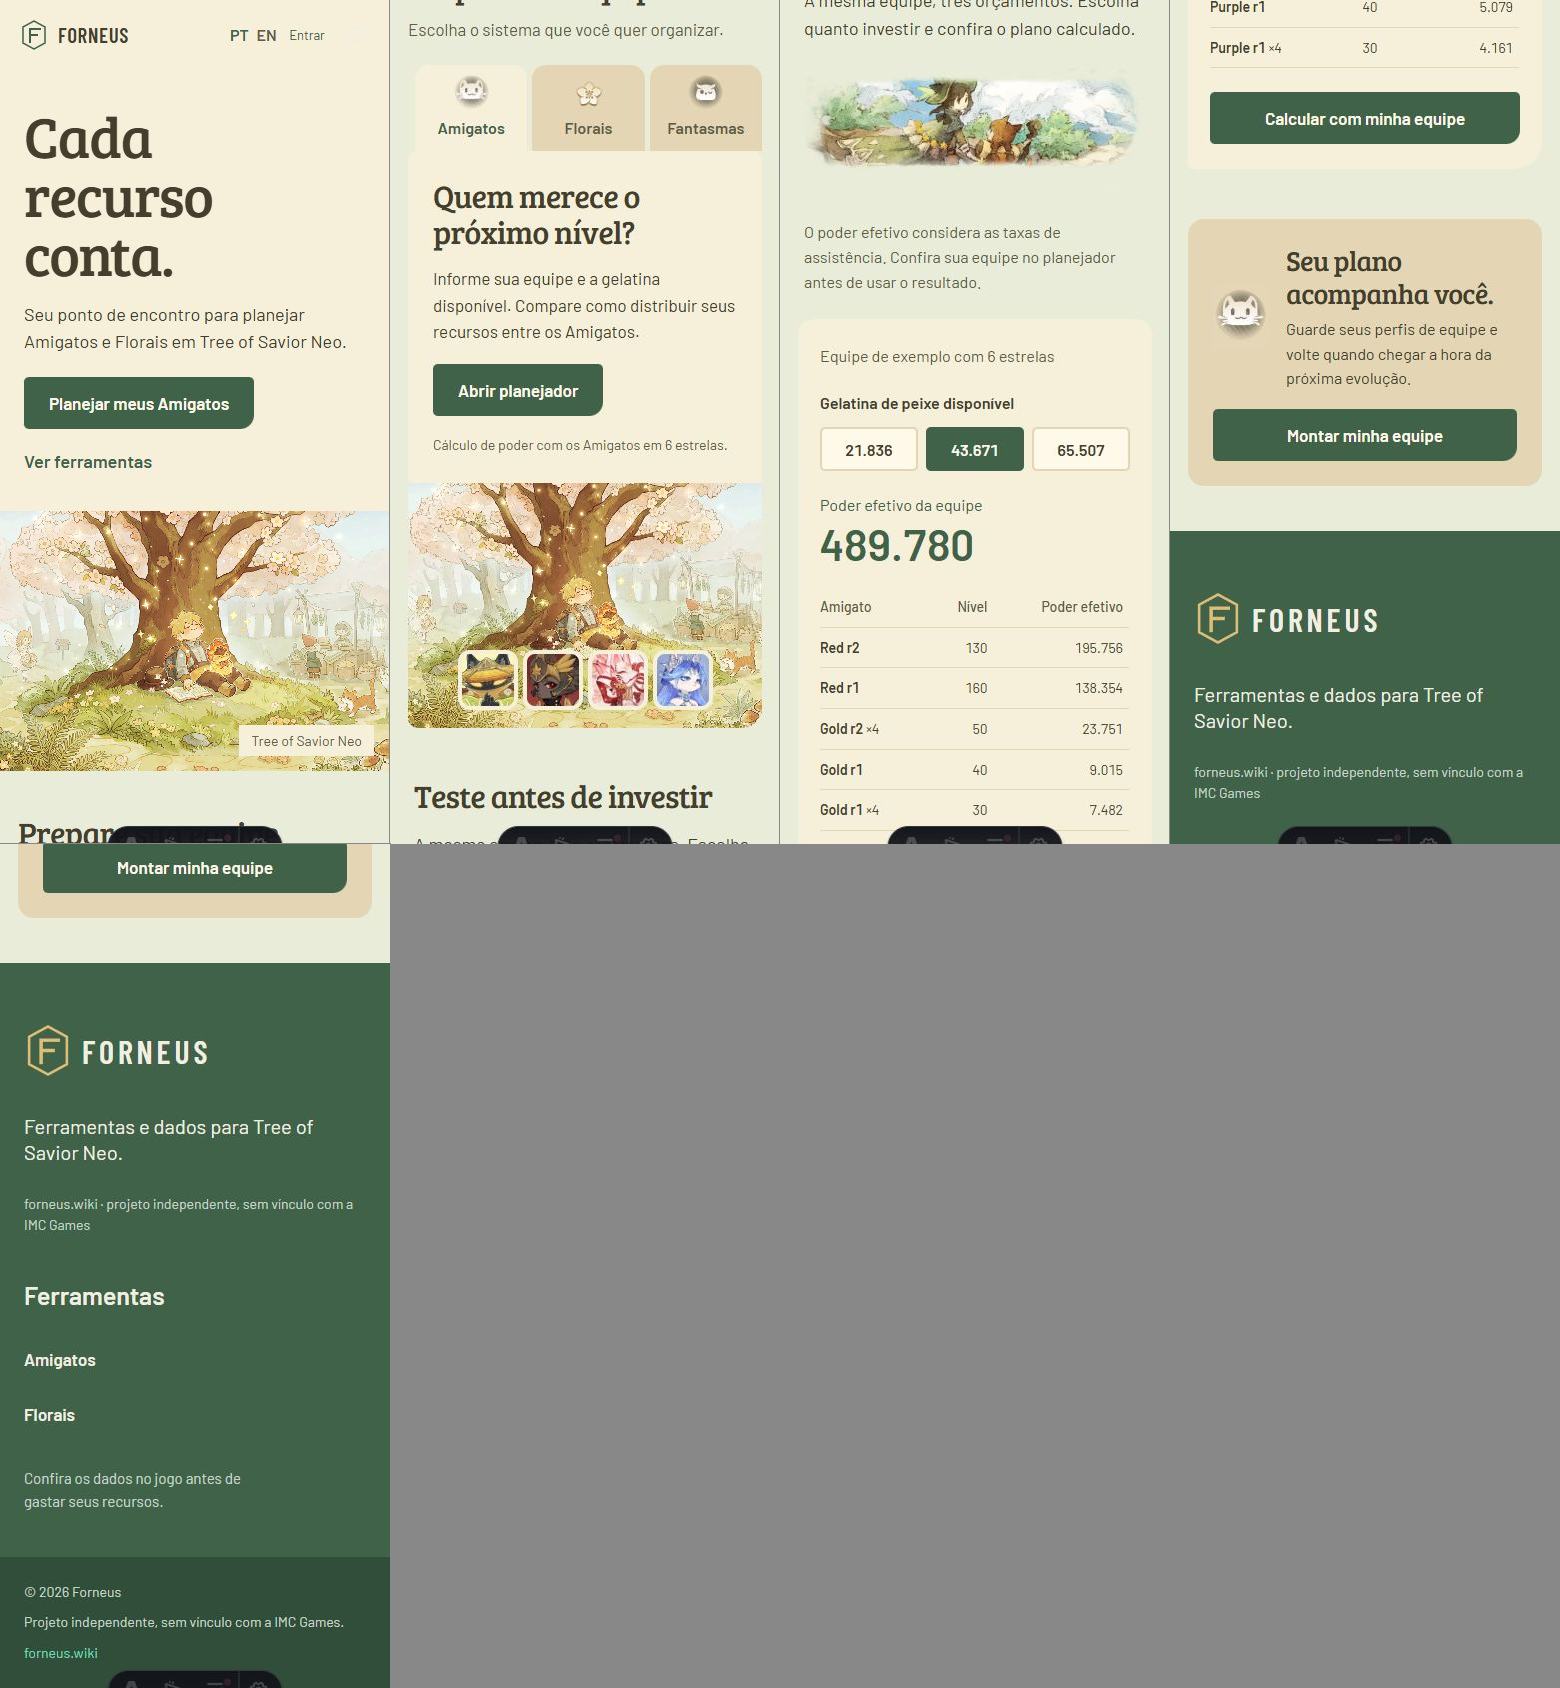 FORNEUS
PT EN Entrar
Cada
recurso
conta.
Seu ponto de encontro para planejar
Amigatos e Florais em Tree of Savior Neo.
Planejar meus Amigatos
Ver ferramentas
Tree of Savior Neo
Escolha o sistema que você quer organizar.
Amigatos
Florais
Fantasmas
Quem merece o
próximo nível?
Informe sua equipe e a gelatina
disponível. Compare como distribuir seus
recursos entre os Amigatos.
Abrir planejador
Cálculo de poder com os Amigatos em 6 estrelas.
Teste antes de investir
A mesma equipe, três orçamentos. Escolha
quanto investir e confira o plano calculado.
O poder efetivo considera as taxas de
assistência. Confira sua equipe no planejador
antes de usar o resultado.
Equipe de exemplo com 6 estrelas
Gelatina de peixe disponível
21.836 43.671 65.507
Poder efetivo da equipe
489.780
Amigato Nível Poder efetivo
Red r2 130 195.756
Red r1 160 138.354
Gold r2 ×4 50 23.751
Gold r1 40 9.015
Gold r1 ×4 30 7.482
Purple r1 40 5.079
Purple r1 ×4 30 4.161
Calcular com minha equipe
Seu plano
acompanha você.
Guarde seus perfis de equipe e
volte quando chegar a hora da
próxima evolução.
Montar minha equipe
FORNEUS
Ferramentas e dados para Tree of
Savior Neo.
forneus.wiki · projeto independente, sem vínculo com a
IMC Games
Montar minha equipe
FORNEUS
Ferramentas e dados para Tree of
Savior Neo.
forneus.wiki · projeto independente, sem vínculo com a
IMC Games
Ferramentas
Amigatos
Florais
Confira os dados no jogo antes de
gastar seus recursos.
© 2026 Forneus
Projeto independente, sem vínculo com a IMC Games.
forneus.wiki